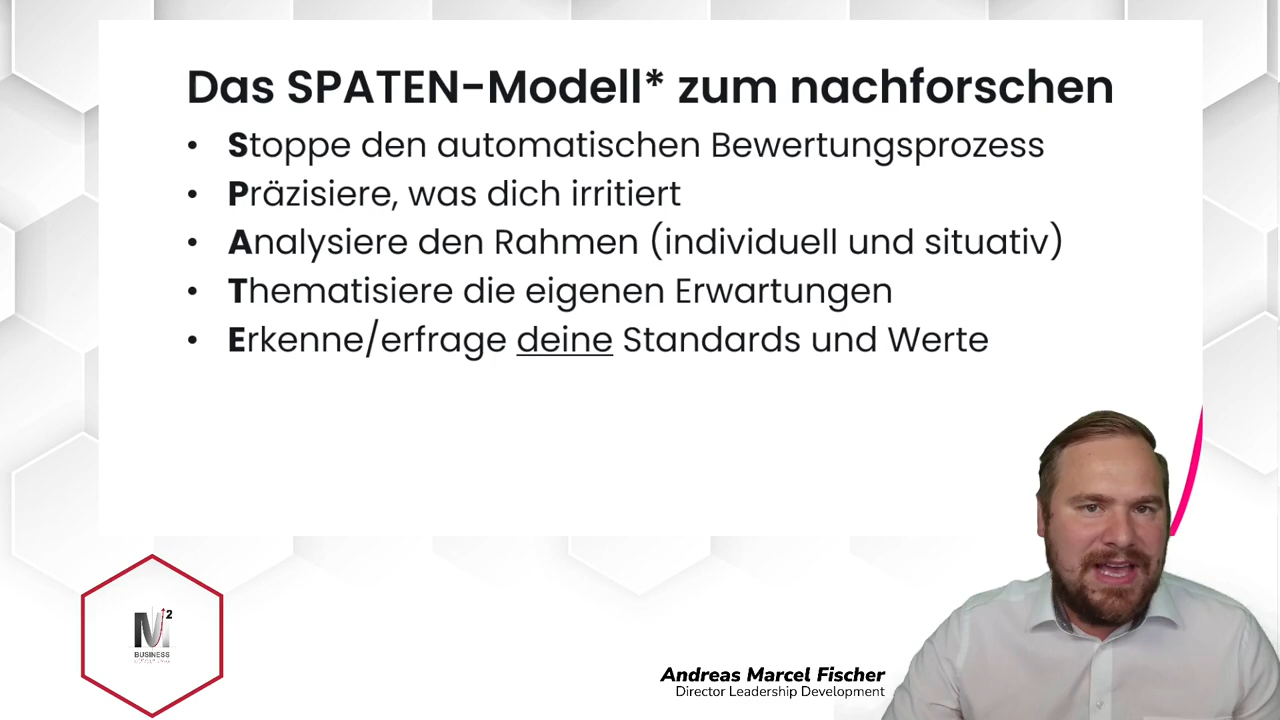 Das SPATEN-Modell* zum nachforschen
• Stoppe den automatischen Bewertungsprozess
• Präzisiere, was dich irritiert
• Analysiere den Rahmen (individuell und situativ)
• Thematisiere die eigenen Erwartungen
• Erkenne/erfrage deine Standards und Werte
M2
BUSINESS
Andreas Marcel Fischer
Director Leadership Development